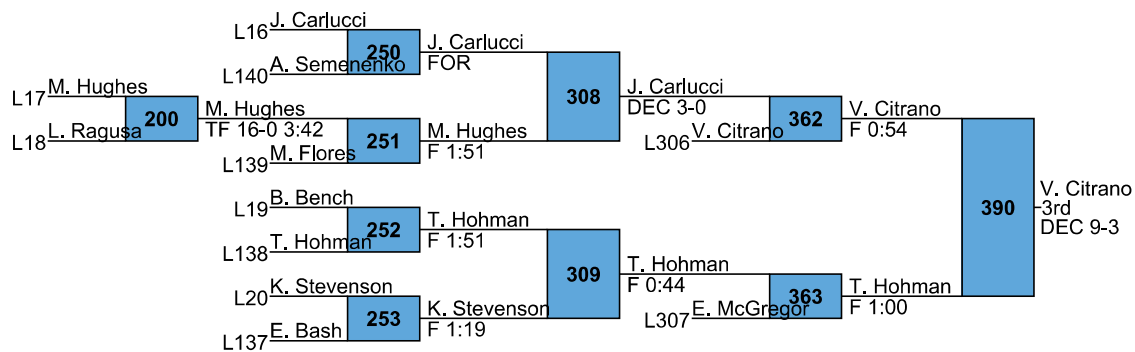 L16 J. Carlucci
250
J. Carlucci
FOR
L140 A. Semenenko
308
L17 M. Hughes
200
M. Hughes
TF 16-0 3:42
L18 L. Ragusa
251
M. Hughes
F 1:51
L139 M. Flores
J. Carlucci
DEC 3-0
362
V. Citrano
F 0:54
L306 V. Citrano
L19 B. Bench
252
T. Hohman
F 1:51
L138 T. Hohman
309
390
V. Citrano
3rd
DEC 9-3
L20 K. Stevenson
253
K. Stevenson
F 1:19
L137 E. Bash
T. Hohman
F 0:44
363
T. Hohman
F 1:00
L307 E. McGregor